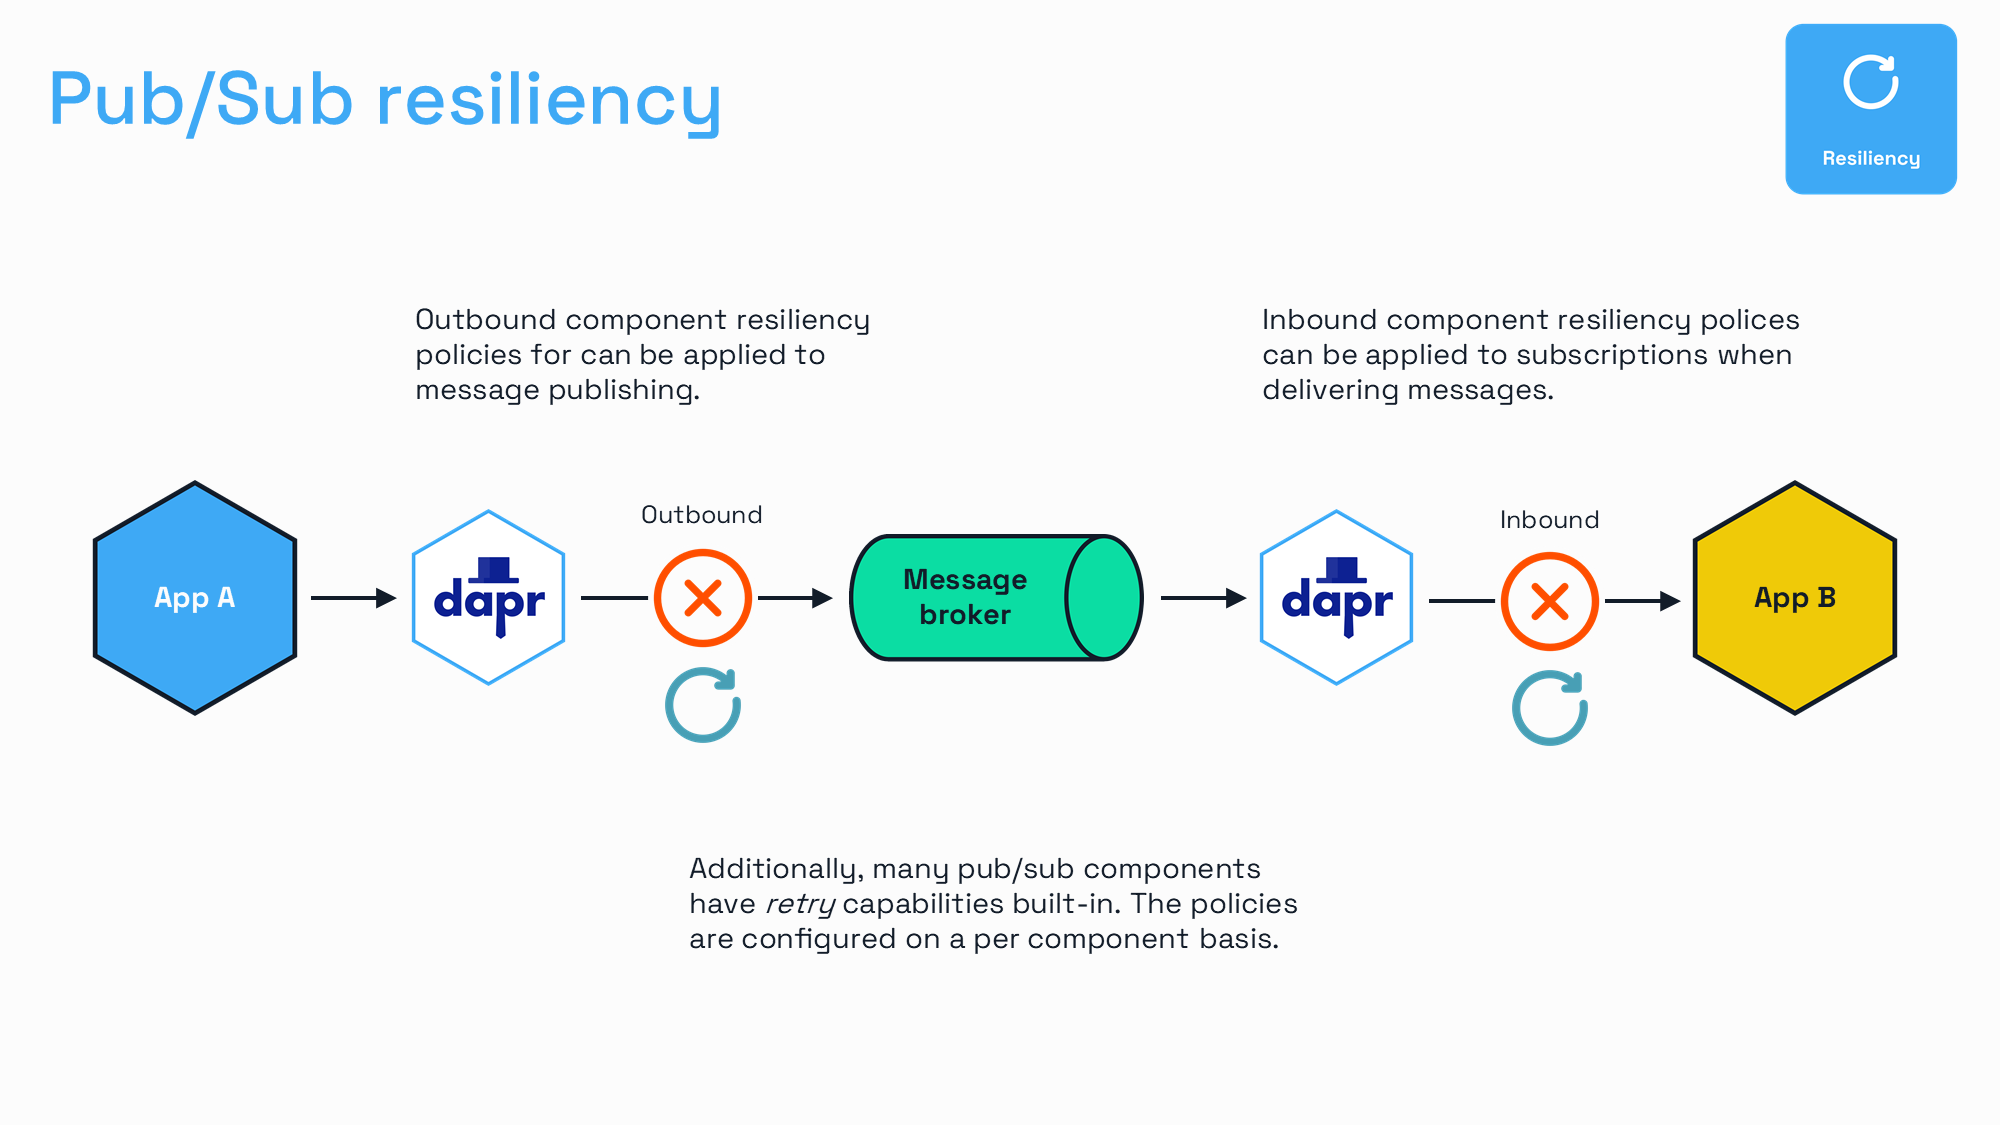 Pub/Sub resiliency
Resiliency
Outbound component resiliency
policies for can be applied to
message publishing.
Inbound component resiliency polices
can be applied to subscriptions when
delivering messages.
App A
dapr
Outbound
Message
broker
dapr
Inbound
App B
Additionally, many pub/sub components
have retry capabilities built-in. The policies
are configured on a per component basis.